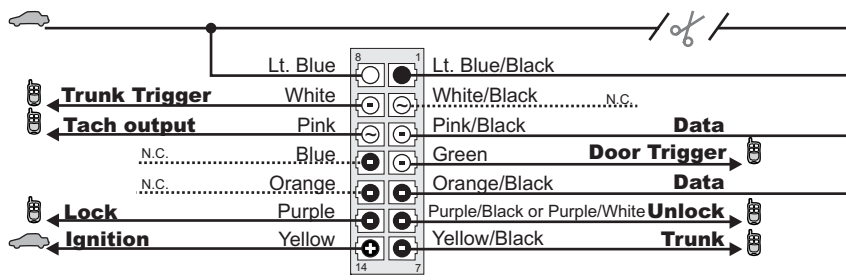 8 1
Lt. Blue Lt. Blue/Black
Trunk Trigger White White/Black N.C.
Tach output Pink Pink/Black Data
N.C. Blue Green Door Trigger
N.C. Orange Orange/Black Data
Lock Purple Purple/Black or Purple/White Unlock
Ignition Yellow Yellow/Black Trunk
14 7